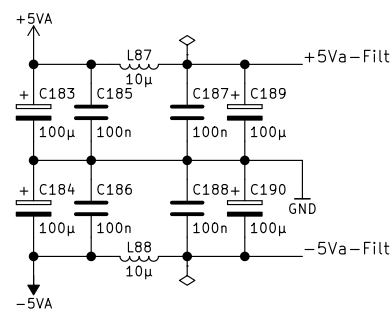 +5VA
L87
+5Va-Filt
10µ
+ C183 C185 C187 + C189
100µ 100n 100n 100µ
+ C184 C186 C188 + C190
GND
100µ 100n 100n 100µ
L88
-5Va-Filt
10µ
-5VA